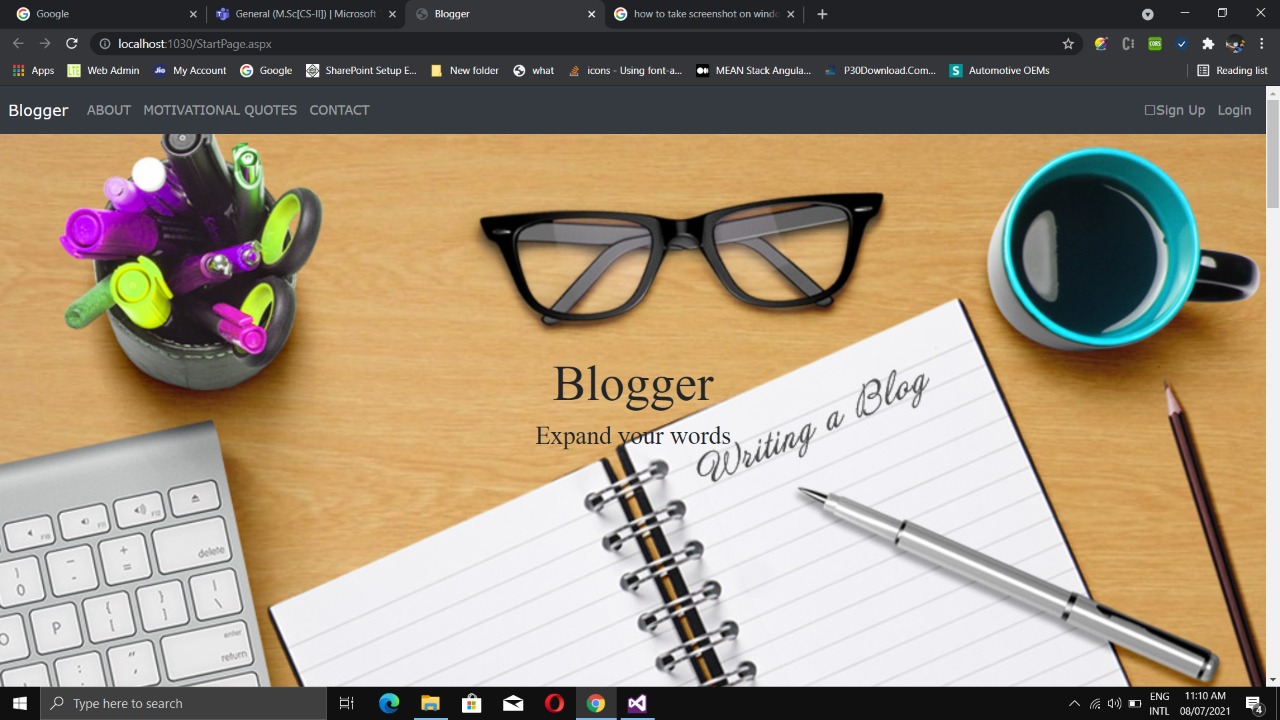 Google
General (M.Sc[CS-II]) | Microsoft
Blogger
how to take screenshot on windo
localhost:1030/StartPage.aspx
Apps
Web Admin
My Account
Google
SharePoint Setup E...
New folder
what
icons - Using font-a...
MEAN Stack Angula...
P30Download.Com...
Automotive OEMs
Reading list
Blogger ABOUT MOTIVATIONAL QUOTES CONTACT
Sign Up Login
Blogger
Expand your words
Writing a Blog
delete
enter
return
P
Type here to search
ENG
INTL
11:10 AM
08/07/2021
4